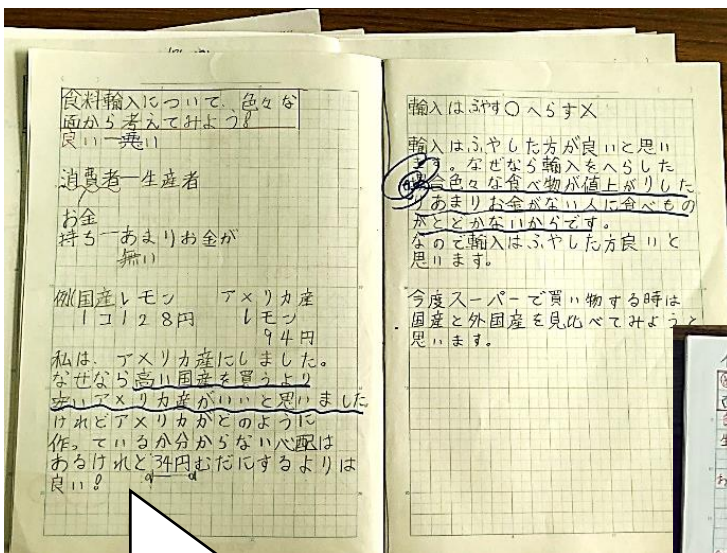 食料輸入について、色々な
面から考えてみよう!
良い―悪い
消費者―生産者
お金
持ち―あまりお金が
無い
例国産レモン アメリカ産
1コ128円 レモン
94円
私は、アメリカ産にしました。
なぜなら高い国産を買うより
安いアメリカ産がいいと思いました
けれどアメリカがどのように
作っているか分からない心配は
あるけれど34円むだにするよりは
良い!
輸入はふやす○へらす×
輸入はふやした方が良いと思い
ます。なぜなら輸入をへらした
場合色々な食べ物が値上がりした
りあまりお金がない人に食べもの
がとどかないからです。
なので輸入はふやした方良いと
思います。
今度スーパーで買い物する時は
国産と外国産を見比べてみようと
思います。